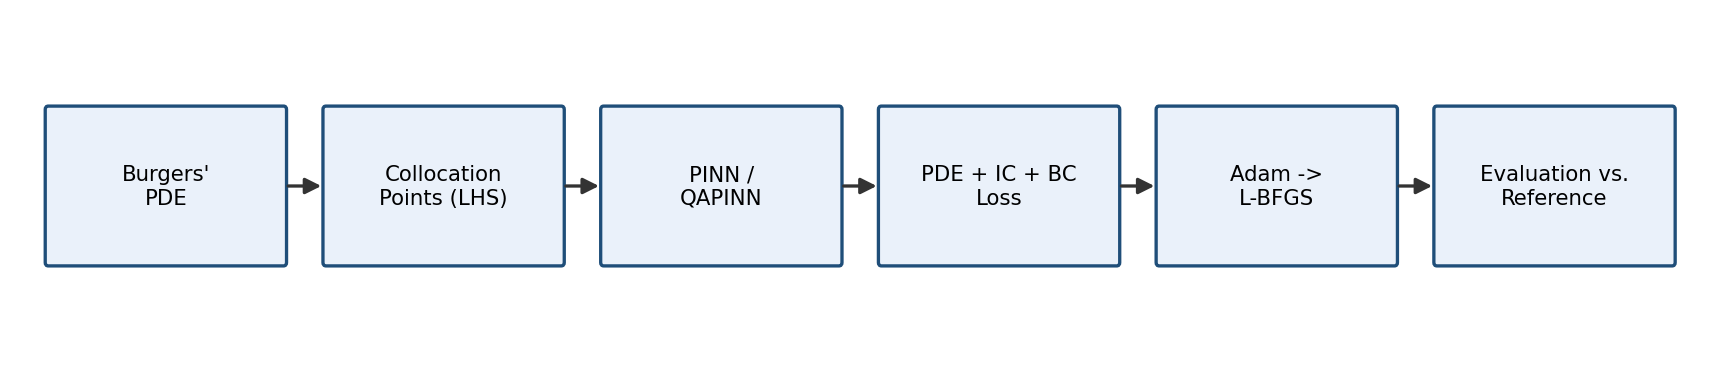 Burgers'
PDE
Collocation
Points (LHS)
PINN /
QAPINN
PDE + IC + BC
Loss
Adam ->
L-BFGS
Evaluation vs.
Reference